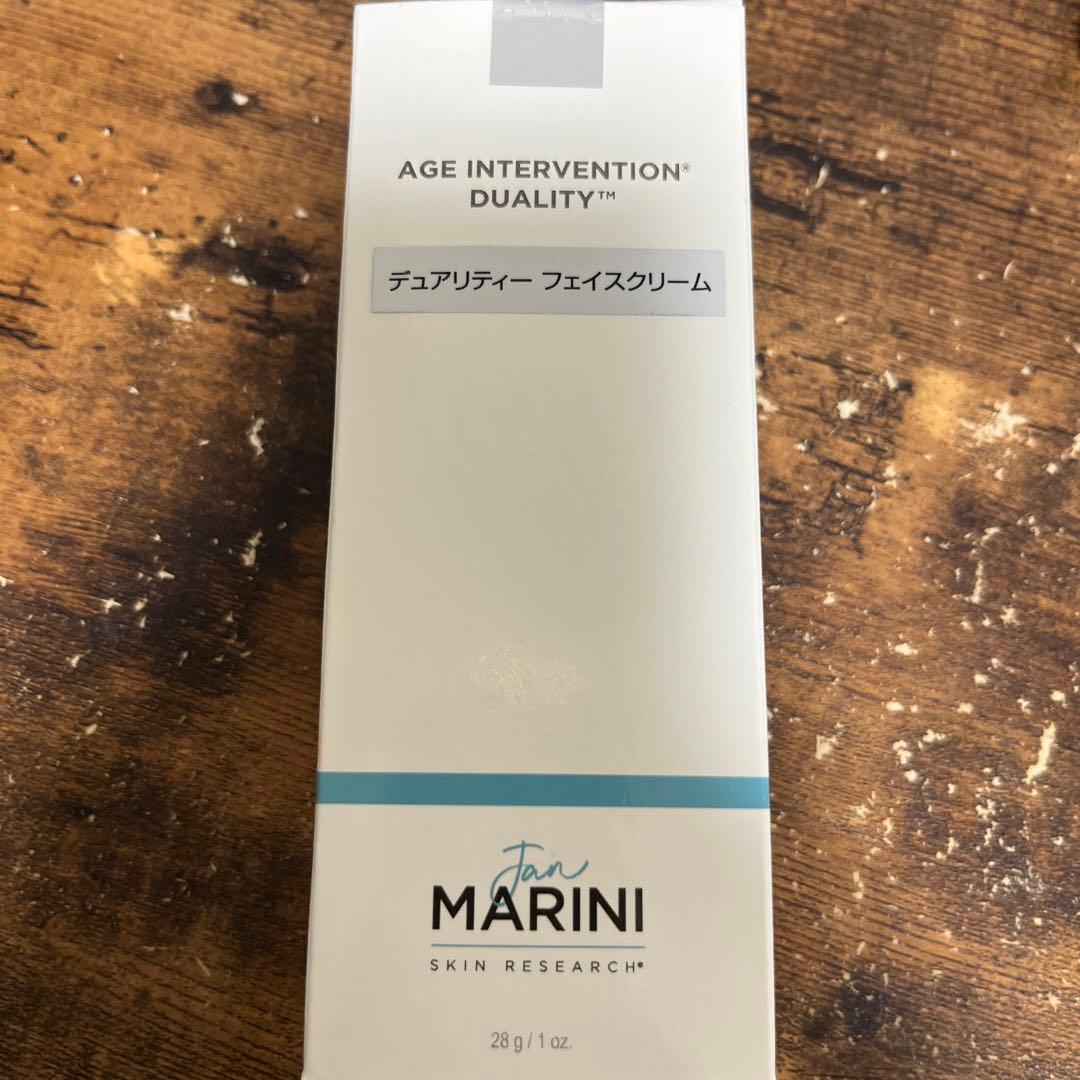 AGE INTERVENTION®
DUALITY™
デュアリティー フェイスクリーム
Jan
MARINI
SKIN RESEARCH®
28 g / 1 oz.